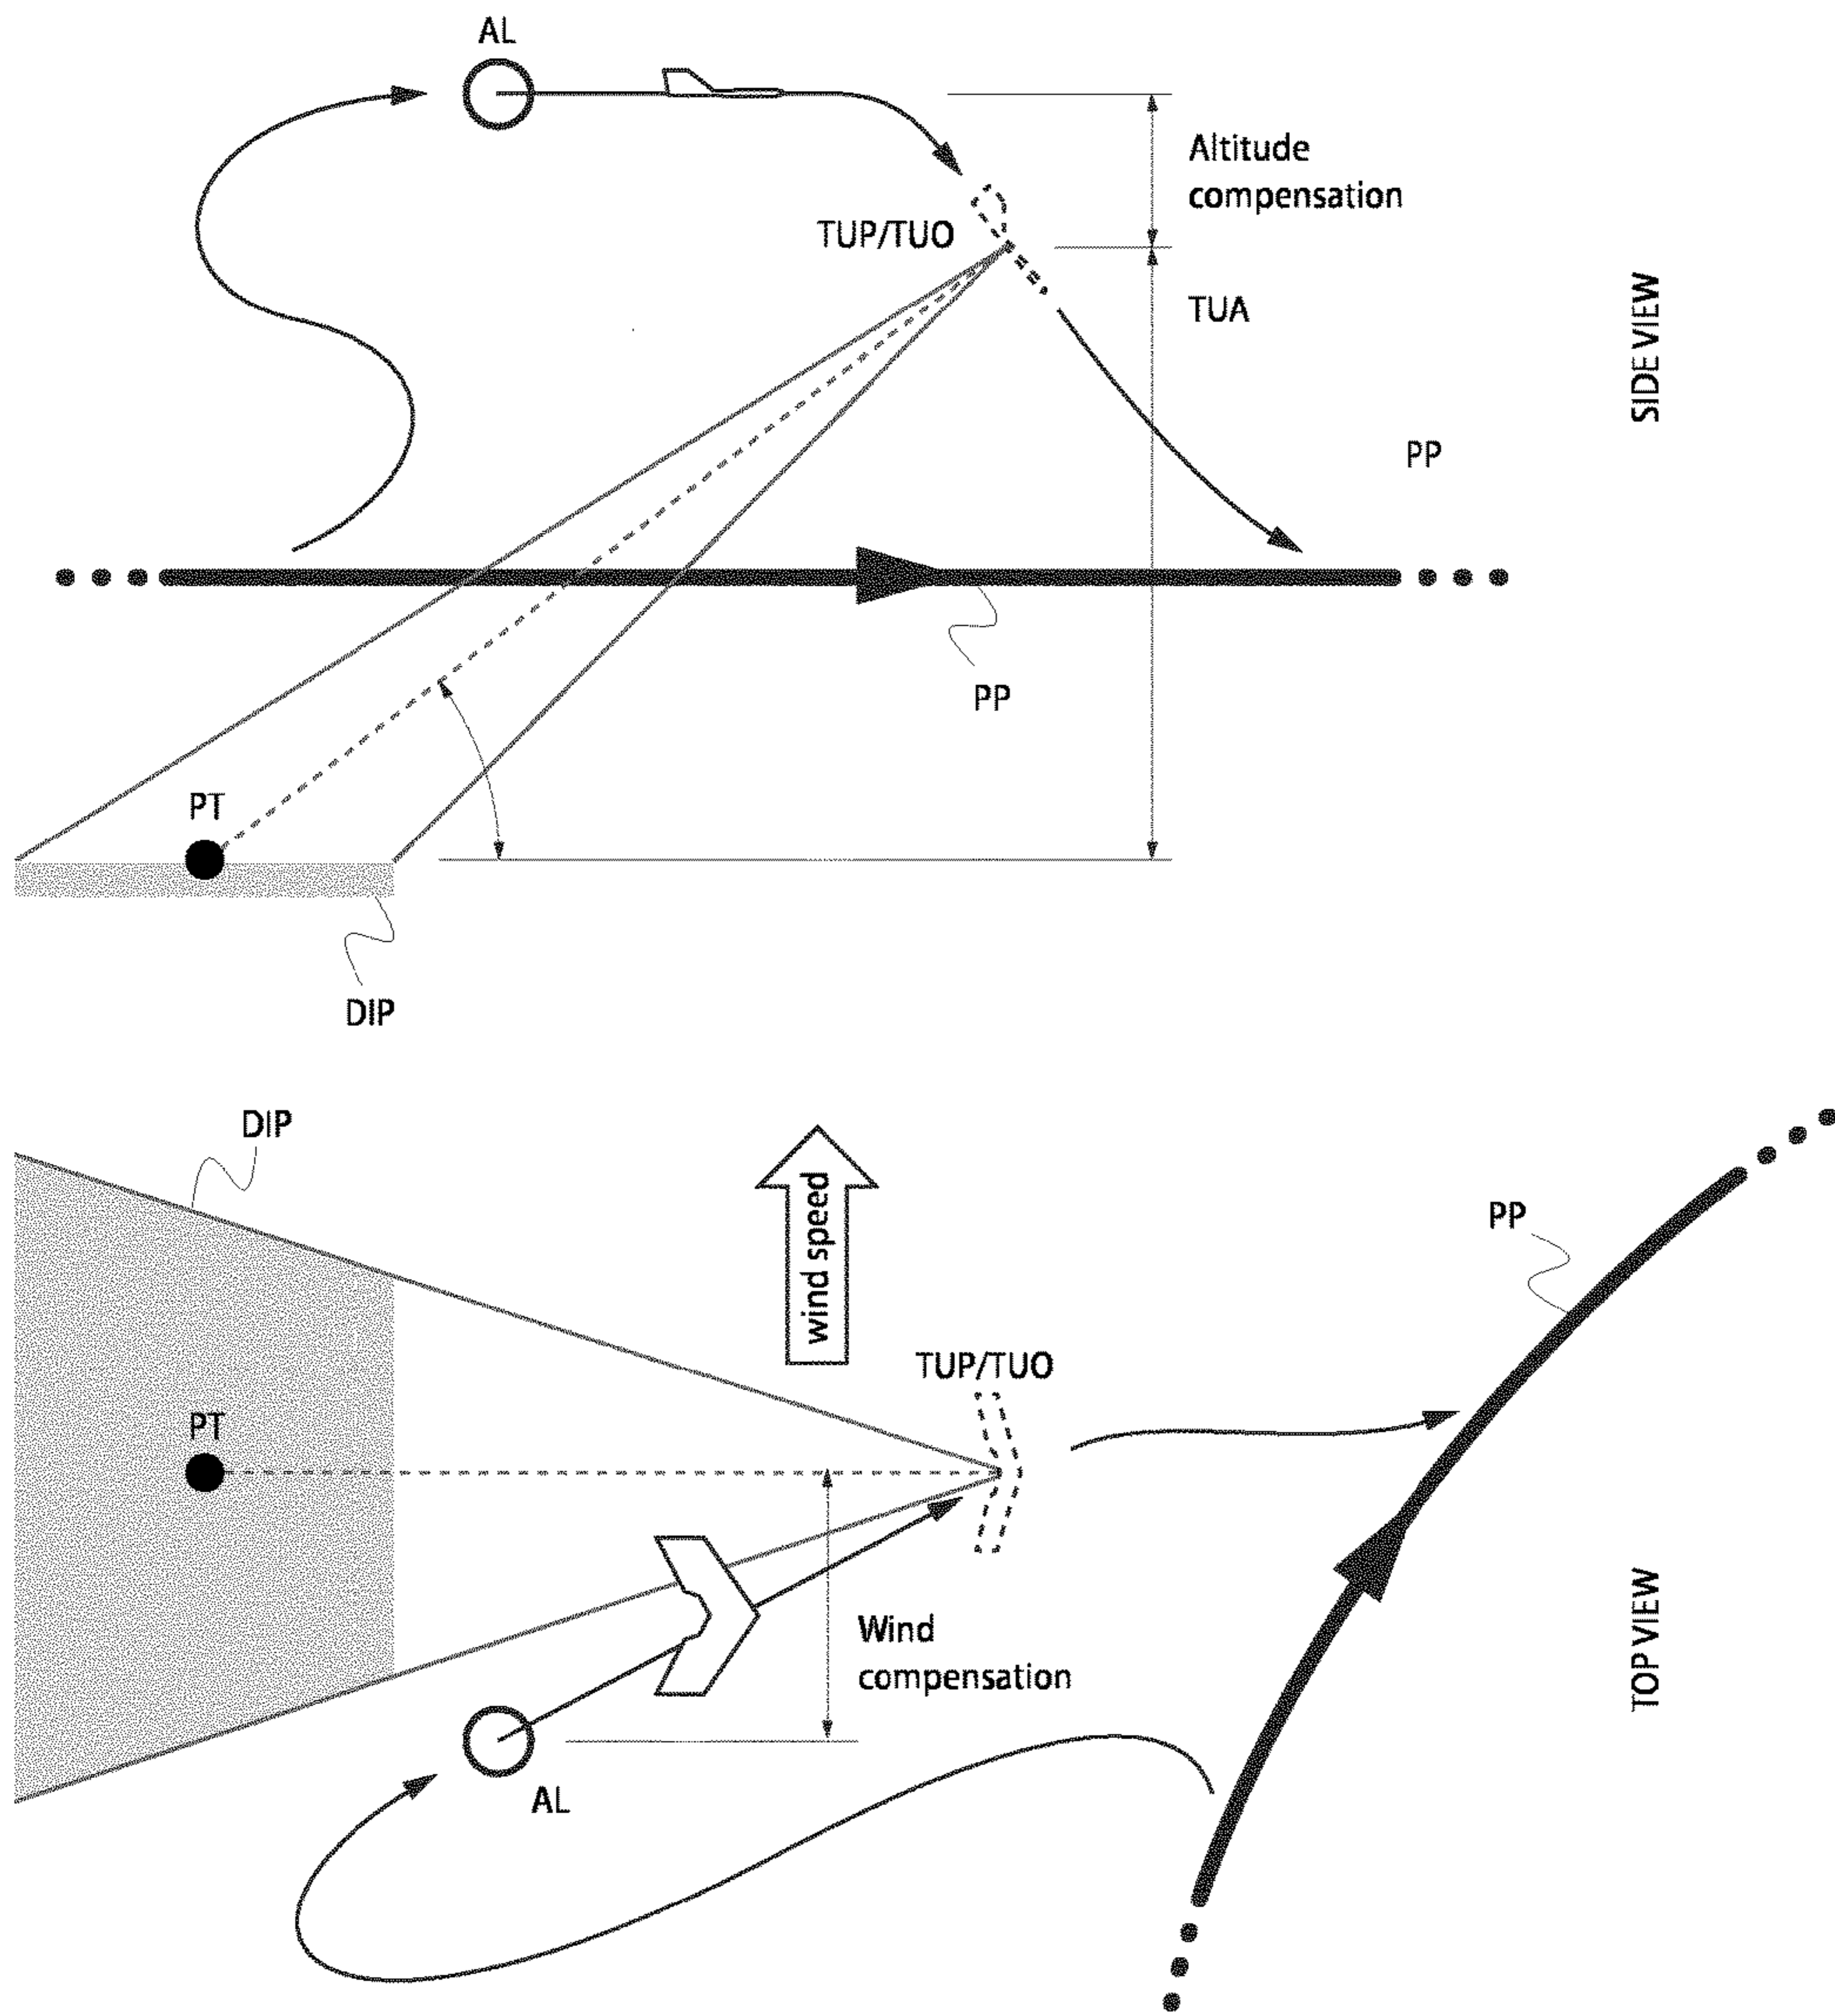 AL
Altitude
compensation
TUP/TUO
TUA
SIDE VIEW
PP
PP
PT
DIP
DIP
wind speed
PP
TUP/TUO
PT
Wind
compensation
TOP VIEW
AL